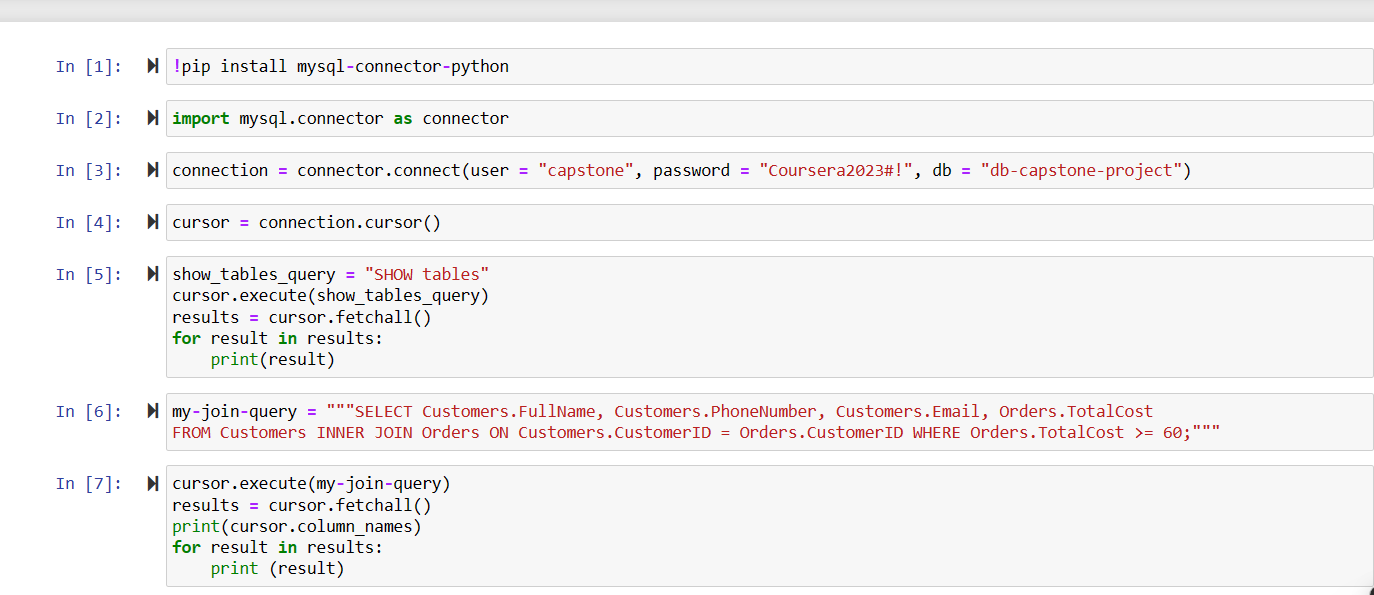 In [1]: !pip install mysql-connector-python
In [2]: import mysql.connector as connector
In [3]: connection = connector.connect(user = "capstone", password = "Coursera2023#!", db = "db-capstone-project")
In [4]: cursor = connection.cursor()
In [5]: show_tables_query = "SHOW tables"
cursor.execute(show_tables_query)
results = cursor.fetchall()
for result in results:
    print(result)
In [6]: my-join-query = """SELECT Customers.FullName, Customers.PhoneNumber, Customers.Email, Orders.TotalCost
FROM Customers INNER JOIN Orders ON Customers.CustomerID = Orders.CustomerID WHERE Orders.TotalCost >= 60;"""
In [7]: cursor.execute(my-join-query)
results = cursor.fetchall()
print(cursor.column_names)
for result in results:
    print (result)